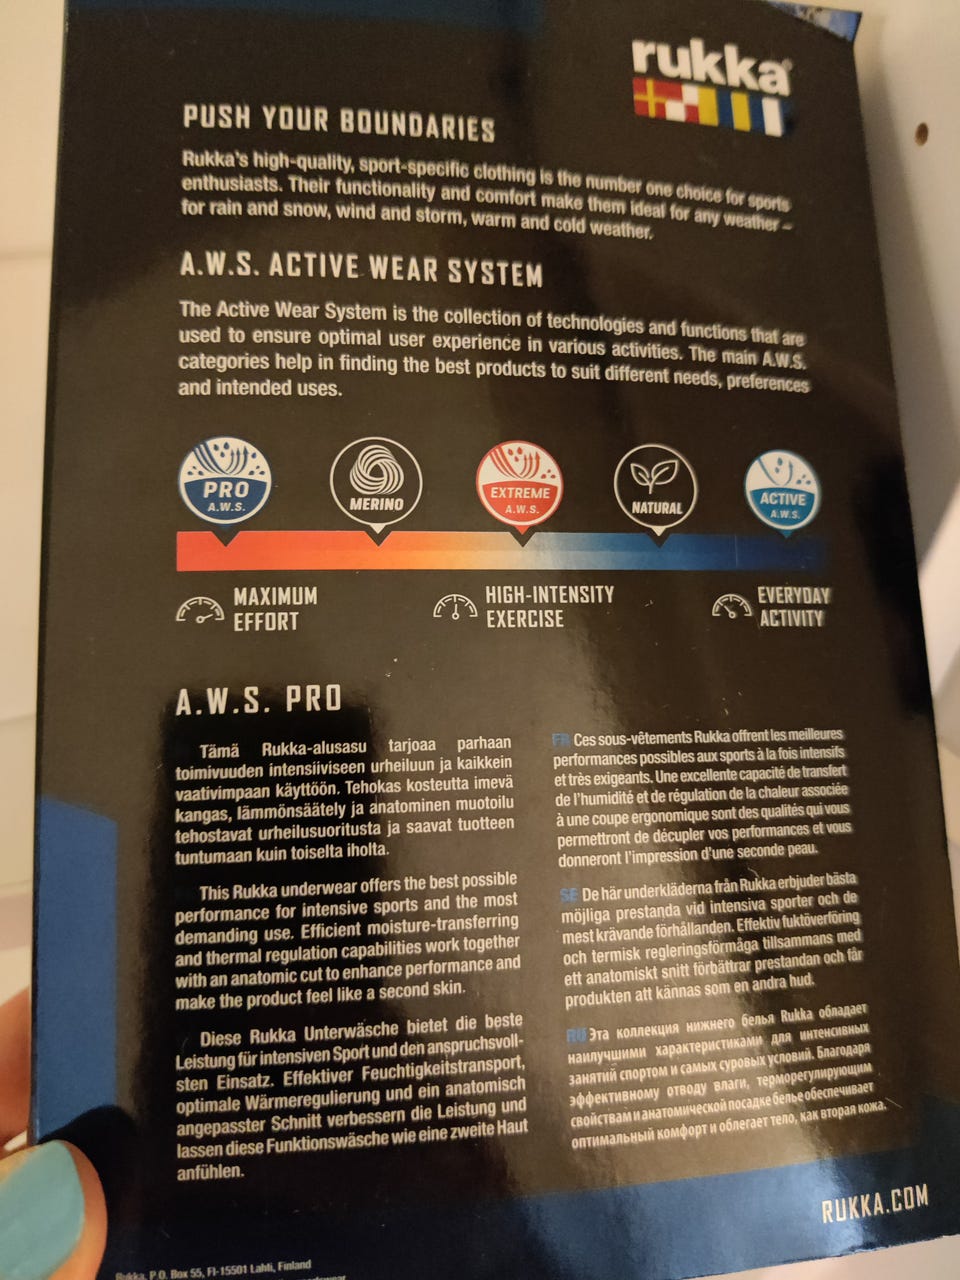 rukka
PUSH YOUR BOUNDARIES
Rukka's high-quality, sport-specific clothing is the number one choice for sports
enthusiasts. Their functionality and comfort make them ideal for any weather –
for rain and snow, wind and storm, warm and cold weather.
A.W.S. ACTIVE WEAR SYSTEM
The Active Wear System is the collection of technologies and functions that are
used to ensure optimal user experience in various activities. The main A.W.S.
categories help in finding the best products to suit different needs, preferences
and intended uses.
PRO
A.W.S.
MERINO
EXTREME
A.W.S.
NATURAL
ACTIVE
A.W.S.
MAXIMUM
EFFORT
HIGH-INTENSITY
EXERCISE
EVERYDAY
ACTIVITY
A.W.S. PRO
Tämä Rukka-alusasu tarjoaa parhaan
toimivuuden intensiiviseen urheiluun ja kaikkein
vaativimpaan käyttöön. Tehokas kosteutta imevä
kangas, lämmönsäätely ja anatominen muotoilu
tehostavat urheilusuoritusta ja saavat tuotteen
tuntumaan kuin toiselta iholta.
This Rukka underwear offers the best possible
performance for intensive sports and the most
demanding use. Efficient moisture-transferring
and thermal regulation capabilities work together
with an anatomic cut to enhance performance and
make the product feel like a second skin.
Diese Rukka Unterwäsche bietet die beste
Leistung für intensiven Sport und den anspruchsvoll-
sten Einsatz. Effektiver Feuchtigkeitstransport,
optimale Wärmeregulierung und ein anatomisch
angepasster Schnitt verbessern die Leistung und
lassen diese Funktionswäsche wie eine zweite Haut
anfühlen.
FR Ces sous-vêtements Rukka offrent les meilleures
performances possibles aux sports à la fois intensifs
et très exigeants. Une excellente capacité de transfert
de l'humidité et de régulation de la chaleur associée
à une coupe ergonomique sont des qualités qui vous
permettront de décupler vos performances et vous
donneront l'impression d'une seconde peau.
SE De här underkläderna från Rukka erbjuder bästa
möjliga prestanda vid intensiva sporter och de
mest krävande förhållanden. Effektiv fuktöverföring
och termisk regleringsförmåga tillsammans med
ett anatomiskt snitt förbättrar prestandan och får
produkten att kännas som en andra hud.
RU Эта коллекция нижнего белья Rukka обладает
наилучшими характеристиками для интенсивных
занятий спортом и самых суровых условий. Благодаря
эффективному отводу влаги, терморегулирующим
свойствам и анатомической посадке белье обеспечивает
оптимальный комфорт и облегает тело, как вторая кожа.
RUKKA.COM
Rukka, P.O. Box 55, FI-15501 Lahti, Finland